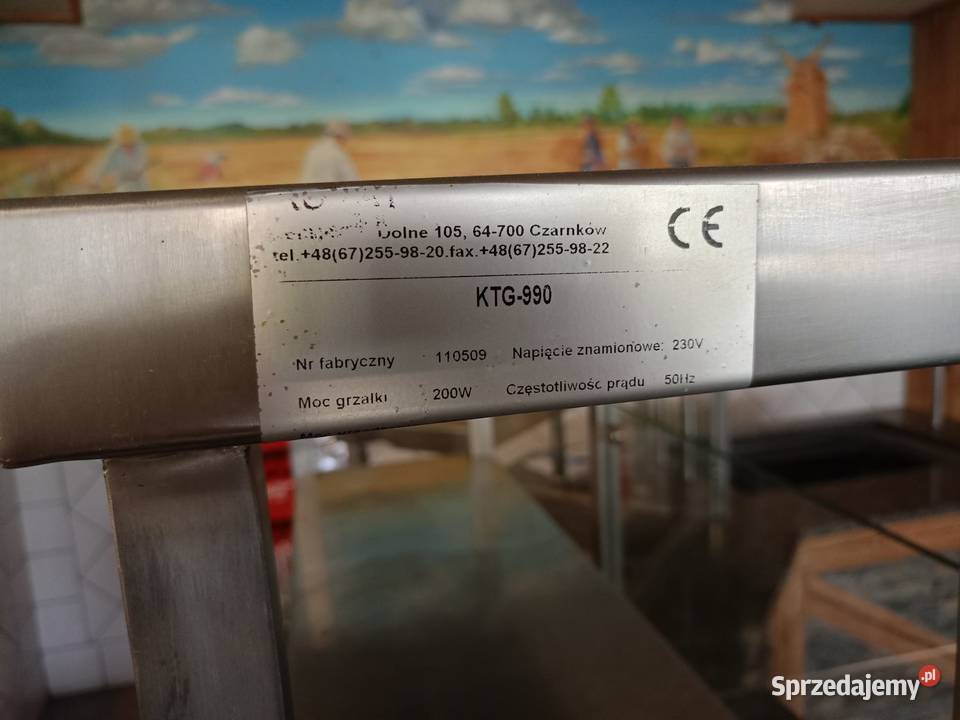 Dolne 105, 64-700 Czarnków
tel.+48(67)255-98-20.fax.+48(67)255-98-22
CE
KTG-990
Nr fabryczny 110509 Napięcie znamionowe: 230V
Moc grzałki 200W Częstotliwość prądu 50Hz
Sprzedajemy.pl